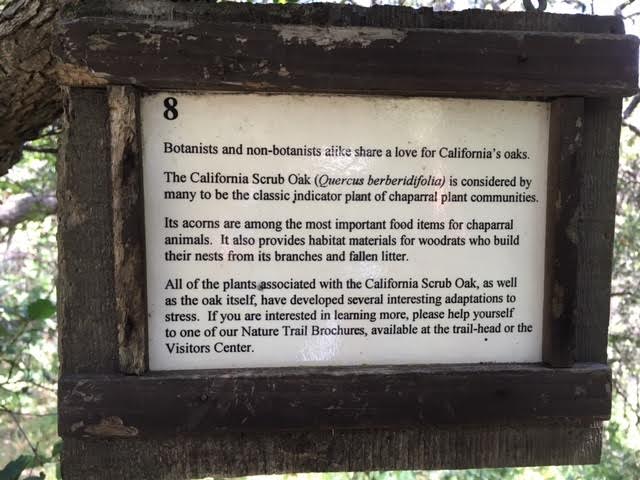 8
Botanists and non-botanists alike share a love for California's oaks.
The California Scrub Oak (Quercus berberidifolia) is considered by
many to be the classic indicator plant of chaparral plant communities.
Its acorns are among the most important food items for chaparral
animals. It also provides habitat materials for woodrats who build
their nests from its branches and fallen litter.
All of the plants associated with the California Scrub Oak, as well
as the oak itself, have developed several interesting adaptations to
stress. If you are interested in learning more, please help yourself
to one of our Nature Trail Brochures, available at the trail-head or the
Visitors Center.